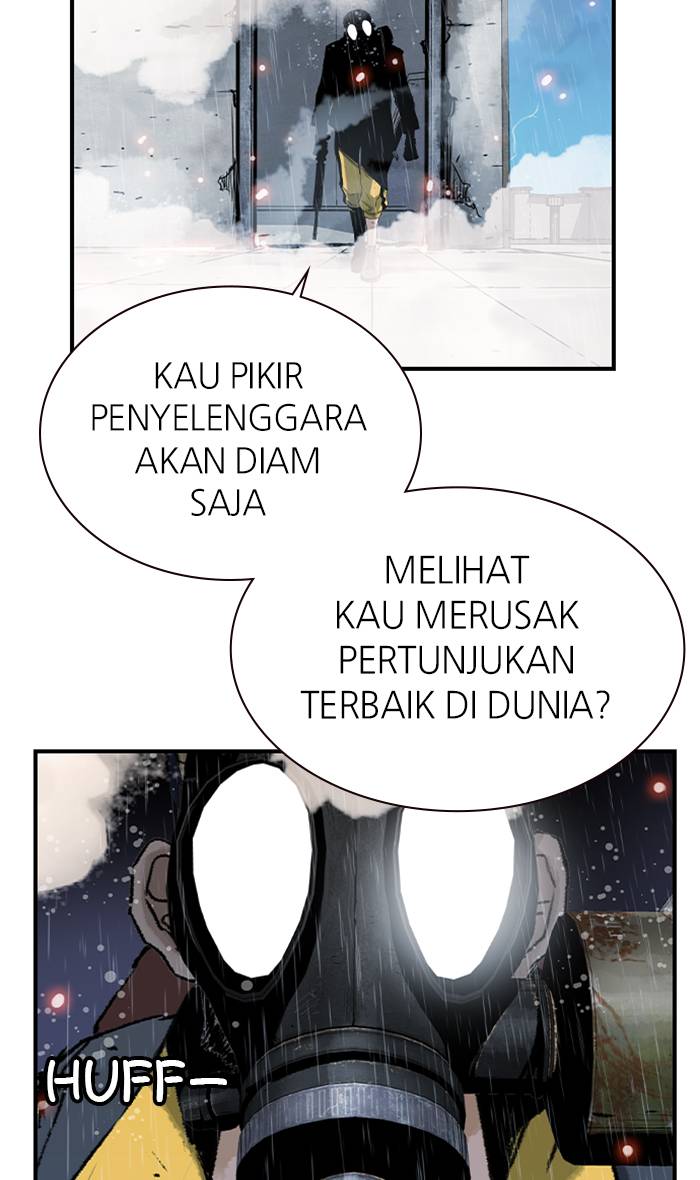 KAU PIKIR
PENYELENGGARA
AKAN DIAM
SAJA
MELIHAT
KAU MERUSAK
PERTUNJUKAN
TERBAIK DI DUNIA?
HUFF-